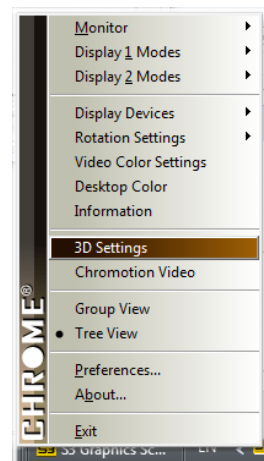 Monitor
Display 1 Modes
Display 2 Modes
Display Devices
Rotation Settings
Video Color Settings
Desktop Color
Information
3D Settings
Chromotion Video
Group View
Tree View
Preferences...
About...
Exit
CHROME®
S3 S3 Graphics Sc... EN